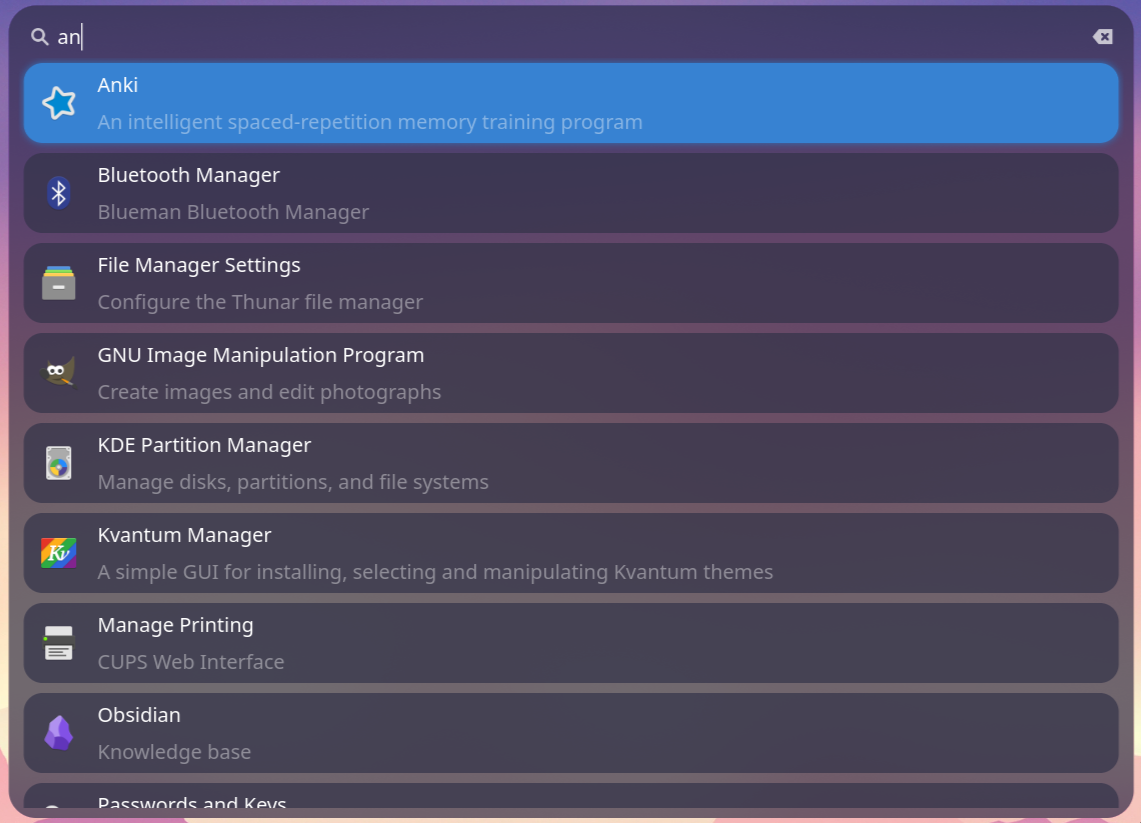 an
Anki
An intelligent spaced-repetition memory training program
Bluetooth Manager
Blueman Bluetooth Manager
File Manager Settings
Configure the Thunar file manager
GNU Image Manipulation Program
Create images and edit photographs
KDE Partition Manager
Manage disks, partitions, and file systems
Kv
Kvantum Manager
A simple GUI for installing, selecting and manipulating Kvantum themes
Manage Printing
CUPS Web Interface
Obsidian
Knowledge base
Passwords and Keys